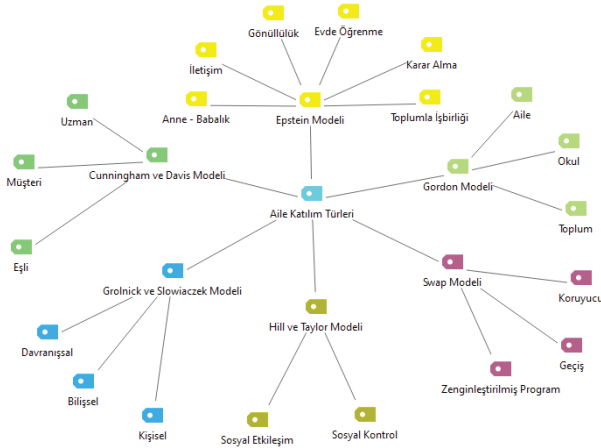 Gönüllülük
Evde Öğrenme
İletişim
Karar Alma
Anne - Babalık
Epstein Modeli
Toplumla İşbirliği
Aile
Uzman
Okul
Müşteri
Cunningham ve Davis Modeli
Gordon Modeli
Aile Katılım Türleri
Toplum
Eşli
Grolnick ve Slowiaczek Modeli
Swap Modeli
Koruyucu
Hill ve Taylor Modeli
Davranışsal
Geçiş
Bilişsel
Zenginleştirilmiş Program
Kişisel
Sosyal Etkileşim
Sosyal Kontrol